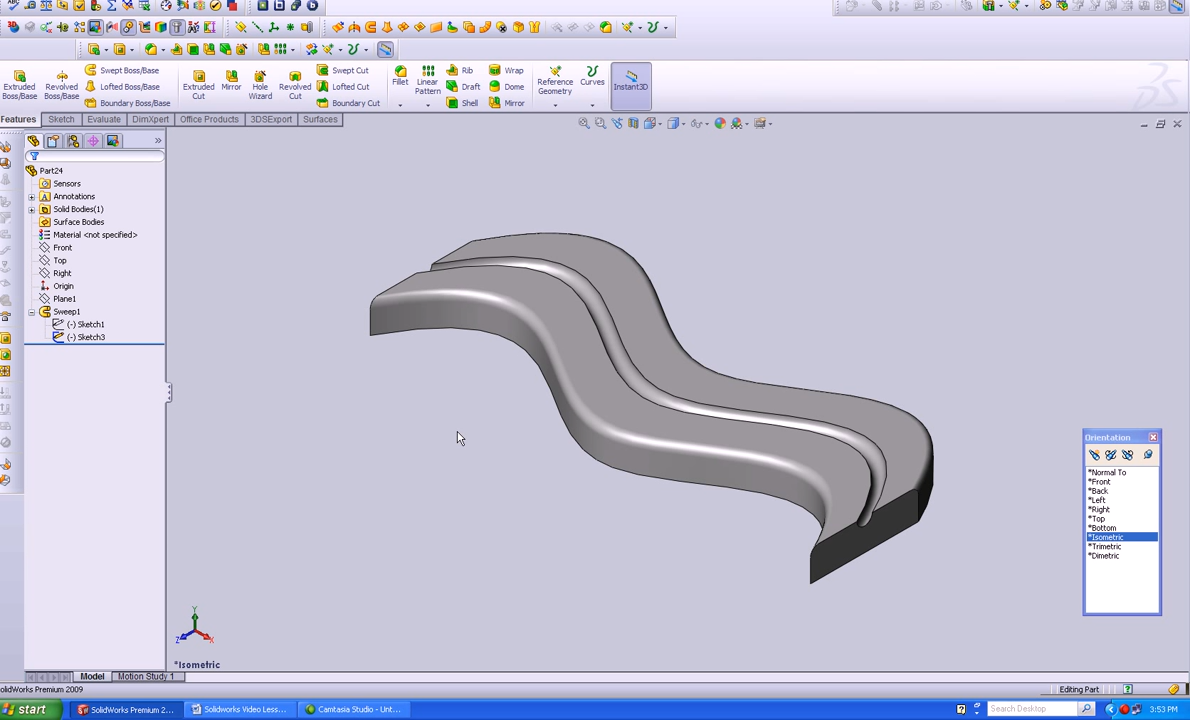 Extruded Boss/Base
Revolved Boss/Base
Swept Boss/Base
Lofted Boss/Base
Boundary Boss/Base
Extruded Cut
Mirror
Hole Wizard
Revolved Cut
Swept Cut
Lofted Cut
Boundary Cut
Fillet
Linear Pattern
Rib
Draft
Shell
Wrap
Dome
Mirror
Reference Geometry
Curves
Instant3D
Features Sketch Evaluate DimXpert Office Products 3DSExport Surfaces
Part24
Sensors
Annotations
Solid Bodies(1)
Surface Bodies
Material <not specified>
Front
Top
Right
Origin
Plane1
Sweep1
(-) Sketch1
(-) Sketch3
Orientation
*Normal To
*Front
*Back
*Left
*Right
*Top
*Bottom
*Isometric
*Trimetric
*Dimetric
Y
Z
X
*Isometric
Model Motion Study 1
olidWorks Premium 2009
Editing Part
start
SolidWorks Premium 2...
Solidworks Video Less...
Camtasia Studio - Unt...
Search Desktop
3:53 PM